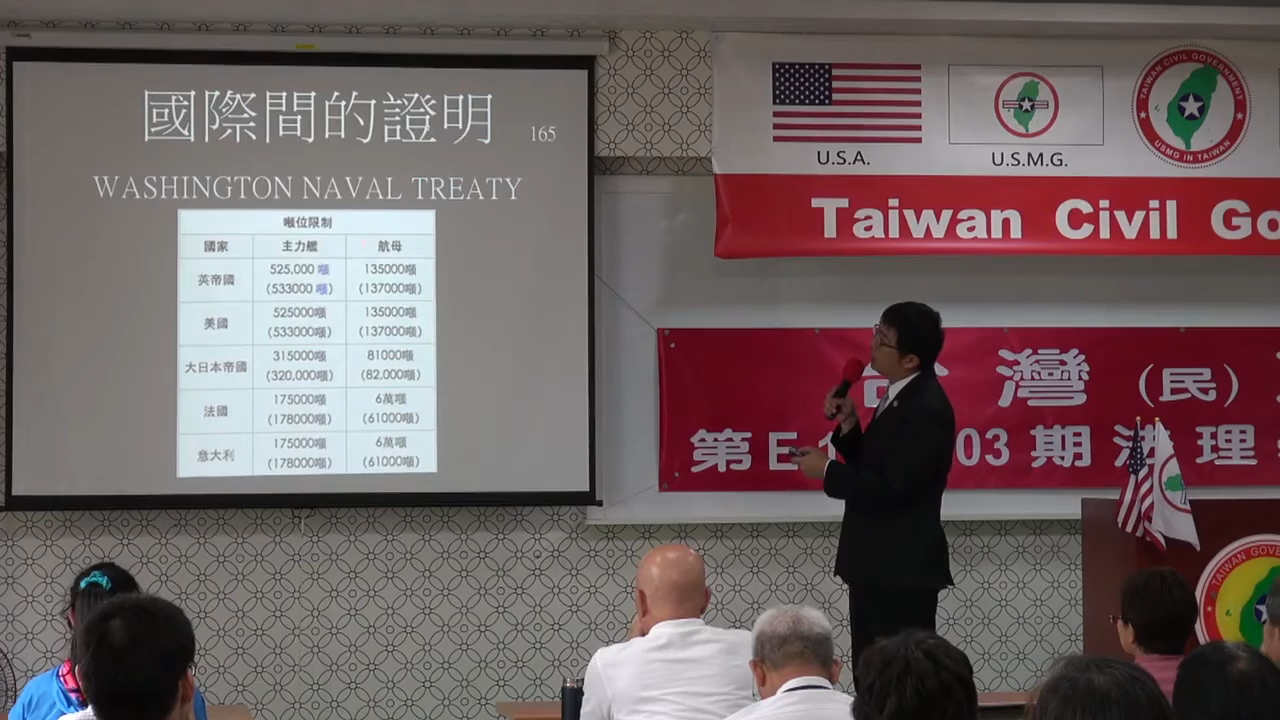 國際間的證明
165
WASHINGTON NAVAL TREATY
噸位限制
國家 主力艦 航母
英帝國 525,000 噸 135000噸
(533000 噸) (137000噸)
美國 525000噸 135000噸
(533000噸) (137000噸)
大日本帝國 315000噸 81000噸
(320,000噸) (82,000噸)
法國 175000噸 6萬噸
(178000噸) (61000噸)
意大利 175000噸 6萬噸
(178000噸) (61000噸)
U.S.A.
U.S.M.G.
TAIWAN CIVIL GOVERNMENT
USMG IN TAIWAN
Taiwan Civil Go
台灣(民)
第E1 03期法理